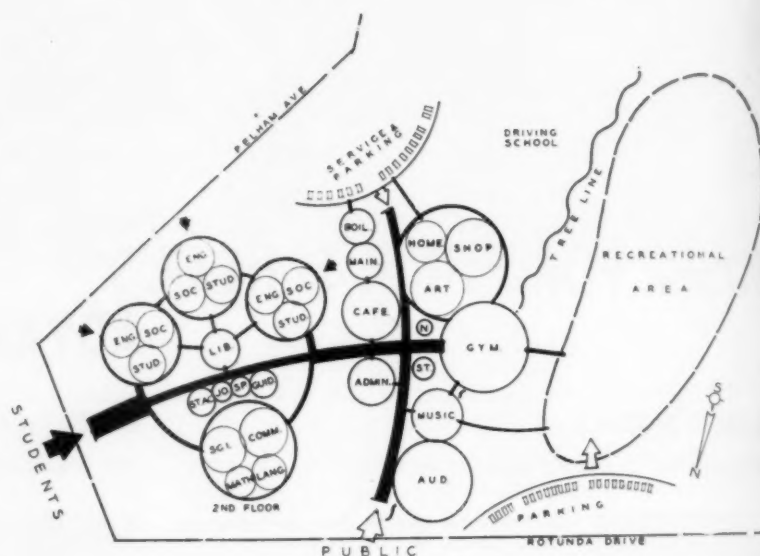 PELHAM AVE
SERVICE &
PARKING
DRIVING
SCHOOL
TREE LINE
RECREATIONAL
AREA
BOIL.
MAIN.
CAFE.
ADMIN.
HOME
SHOP
ART
N
GYM.
ST.
MUSIC
AUD.
ENG
SOC
STUD
ENG
SOC
STUD
ENG.
SOC
STUD
LIB.
STAC
JO
SP
GUID.
COMM.
MATH
LANG.
2ND FLOOR
STUDENTS
PUBLIC
PARKING
ROTUNDA DRIVE
S
N